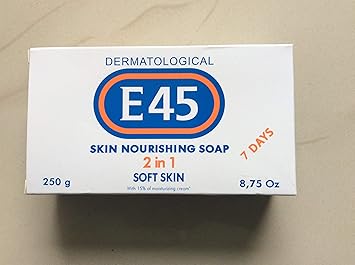 DERMATOLOGICAL
E45
SKIN NOURISHING SOAP
2 in 1
7 DAYS
SOFT SKIN
250 g
8,75 Oz
With 15% of moisturizing cream